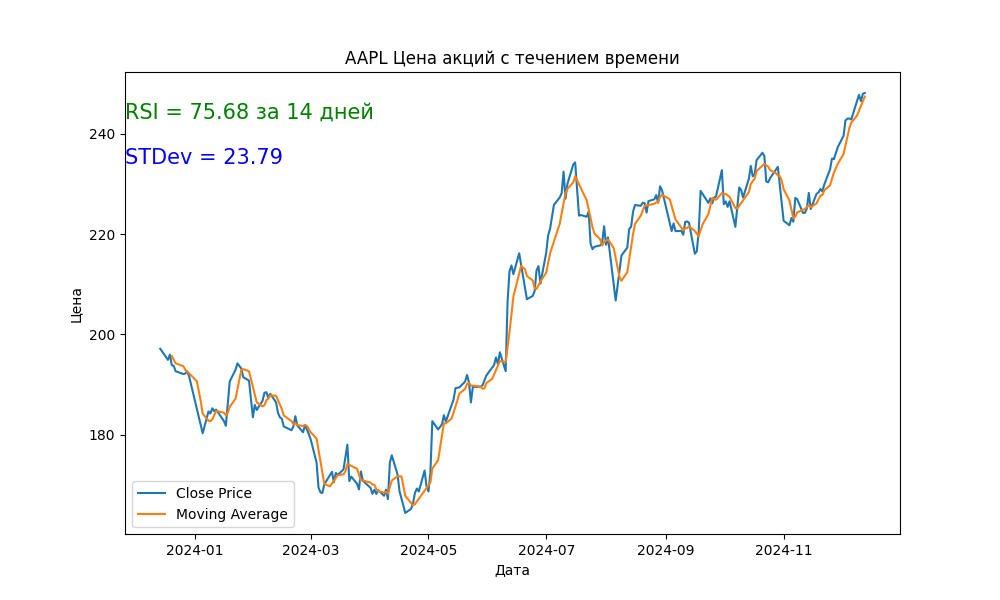 AAPL Цена акций с течением времени
RSI = 75.68 за 14 дней
STDev = 23.79
Цена
240
220
200
180
Close Price
Moving Average
2024-01 2024-03 2024-05 2024-07 2024-09 2024-11
Дата